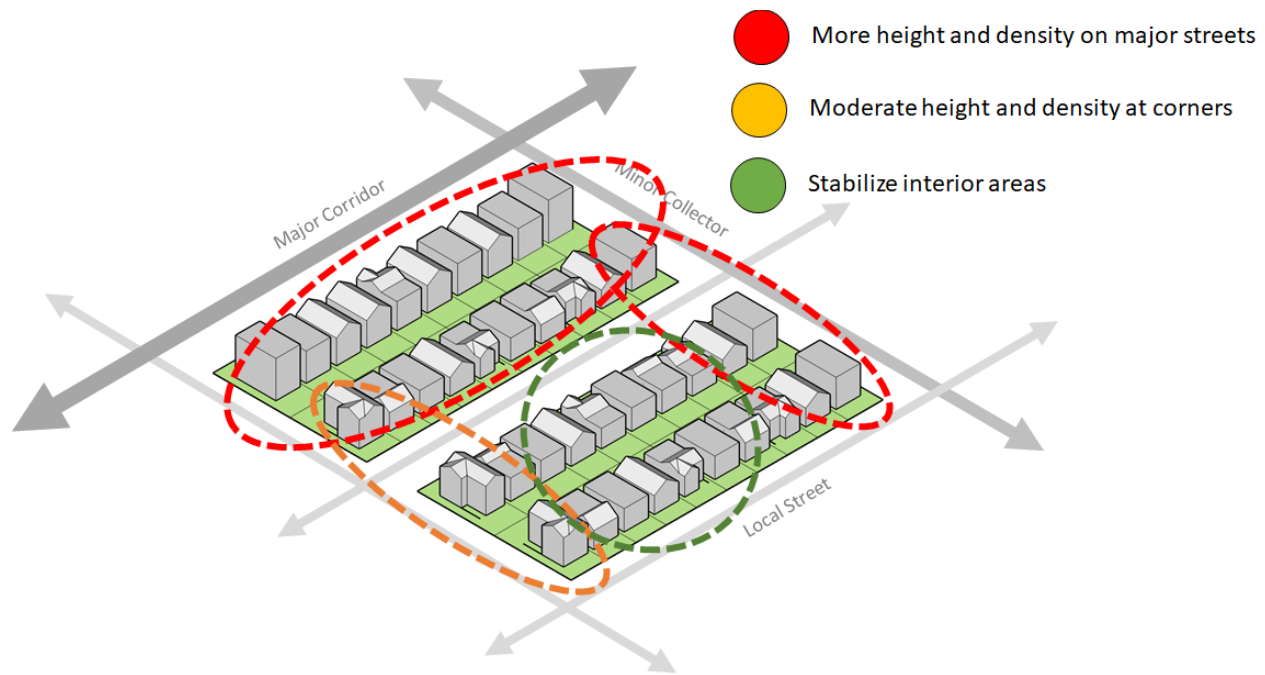 More height and density on major streets
Moderate height and density at corners
Stabilize interior areas
Major Corridor
Minor Collector
Local Street